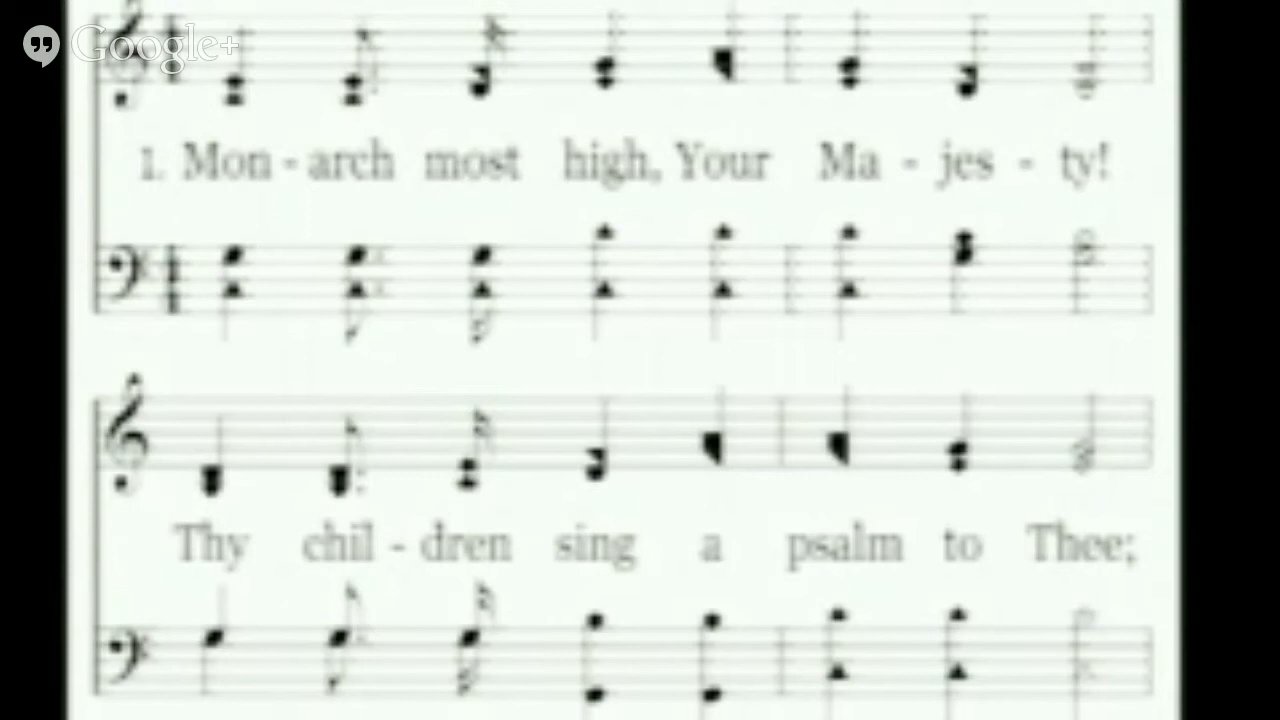 Google+
1. Mon - arch most high, Your Ma - jes - ty!
Thy chil - dren sing a psalm to Thee;